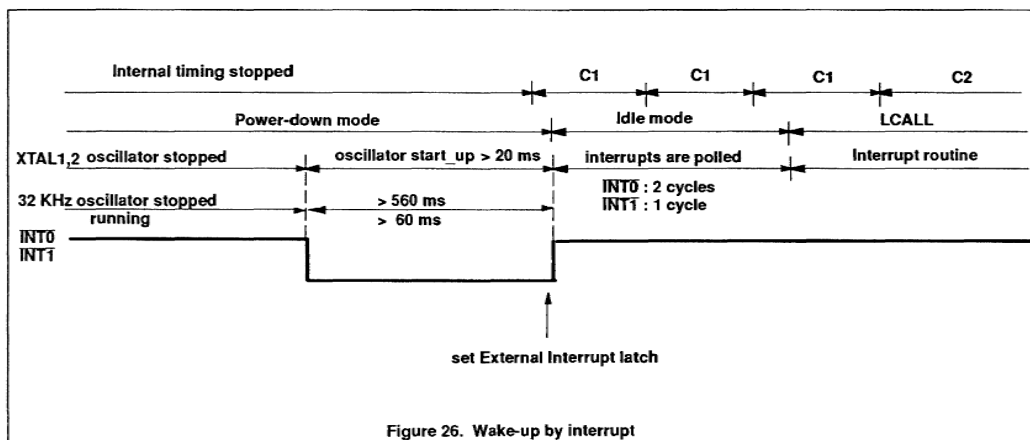 Internal timing stopped
C1 C1 C1 C2
Power-down mode Idle mode LCALL
XTAL1,2 oscillator stopped oscillator start_up > 20 ms interrupts are polled Interrupt routine
32 KHz oscillator stopped > 560 ms INT0 : 2 cycles
running > 60 ms INT1 : 1 cycle
INT0
INT1
set External Interrupt latch
Figure 26. Wake-up by interrupt